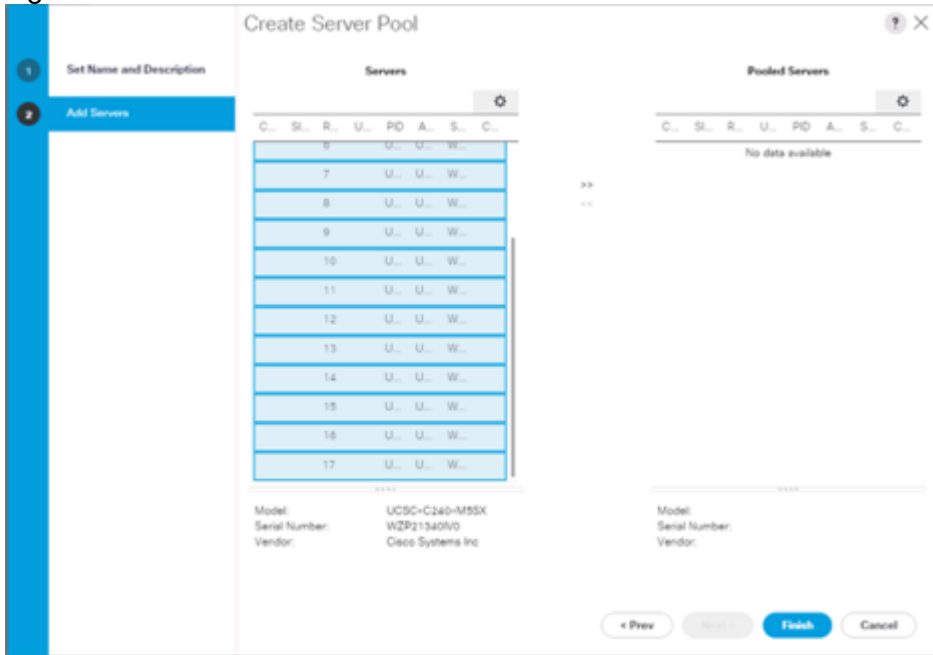 Create Server Pool
?
1 Set Name and Description
2 Add Servers
Servers
C... Sl... R... U... PID A... S... C...
6 U... U... W...
7 U... U... W...
8 U... U... W...
9 U... U... W...
10 U... U... W...
11 U... U... W...
12 U... U... W...
13 U... U... W...
14 U... U... W...
15 U... U... W...
16 U... U... W...
17 U... U... W...
Model: UCSC-C240-M5SX
Serial Number:
Vendor: Cisco Systems Inc
>>
<<
Pooled Servers
C... Sl... R... U... PID A... S... C...
No data available
Model:
Serial Number:
Vendor:
< Prev
Next >
Finish
Cancel